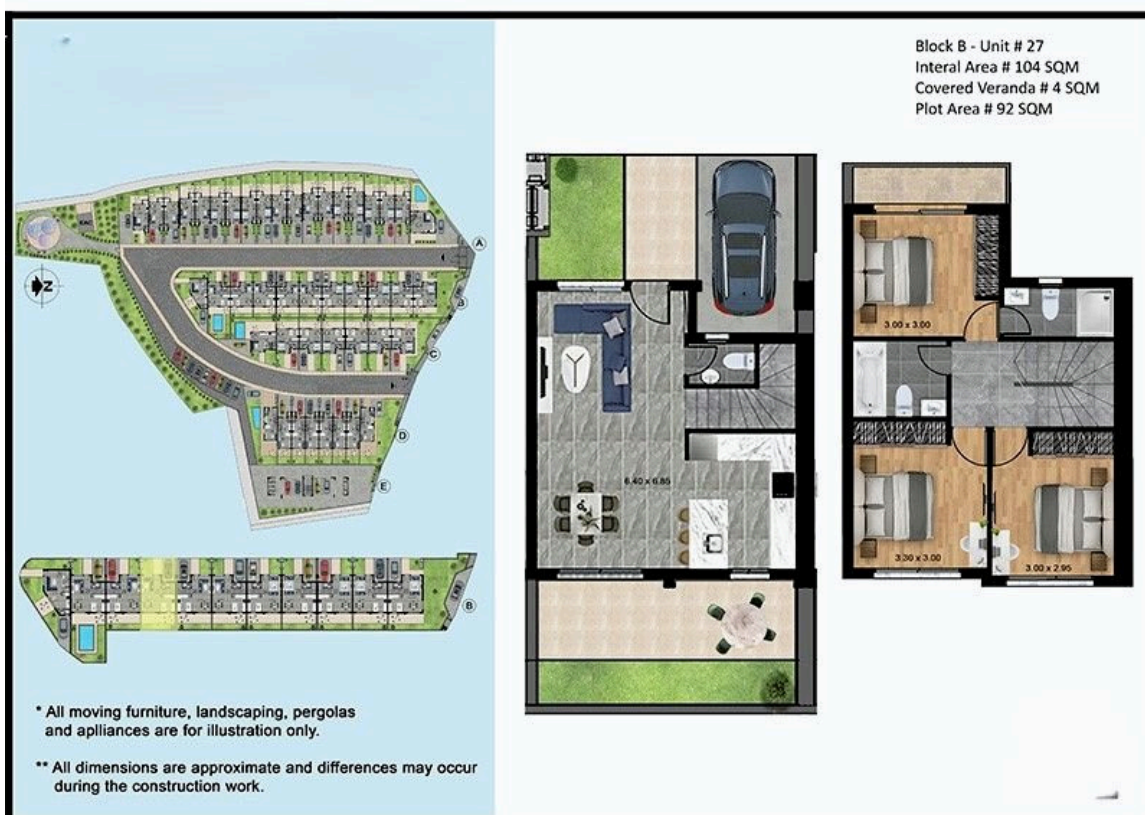 Block B - Unit # 27
Interal Area # 104 SQM
Covered Veranda # 4 SQM
Plot Area # 92 SQM
A
B
C
D
E
N
3.00 x 3.00
6.40 x 6.85
3.30 x 3.00
3.00 x 2.95
B
* All moving furniture, landscaping, pergolas
and aplliances are for illustration only.
** All dimensions are approximate and differences may occur
during the construction work.